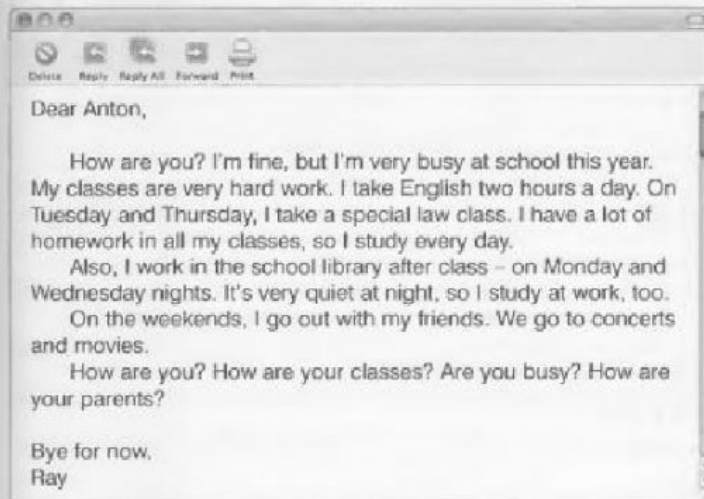 Delete Reply Reply All Forward Print
Dear Anton,
How are you? I'm fine, but I'm very busy at school this year.
My classes are very hard work. I take English two hours a day. On
Tuesday and Thursday, I take a special law class. I have a lot of
homework in all my classes, so I study every day.
Also, I work in the school library after class – on Monday and
Wednesday nights. It's very quiet at night, so I study at work, too.
On the weekends, I go out with my friends. We go to concerts
and movies.
How are you? How are your classes? Are you busy? How are
your parents?
Bye for now.
Ray